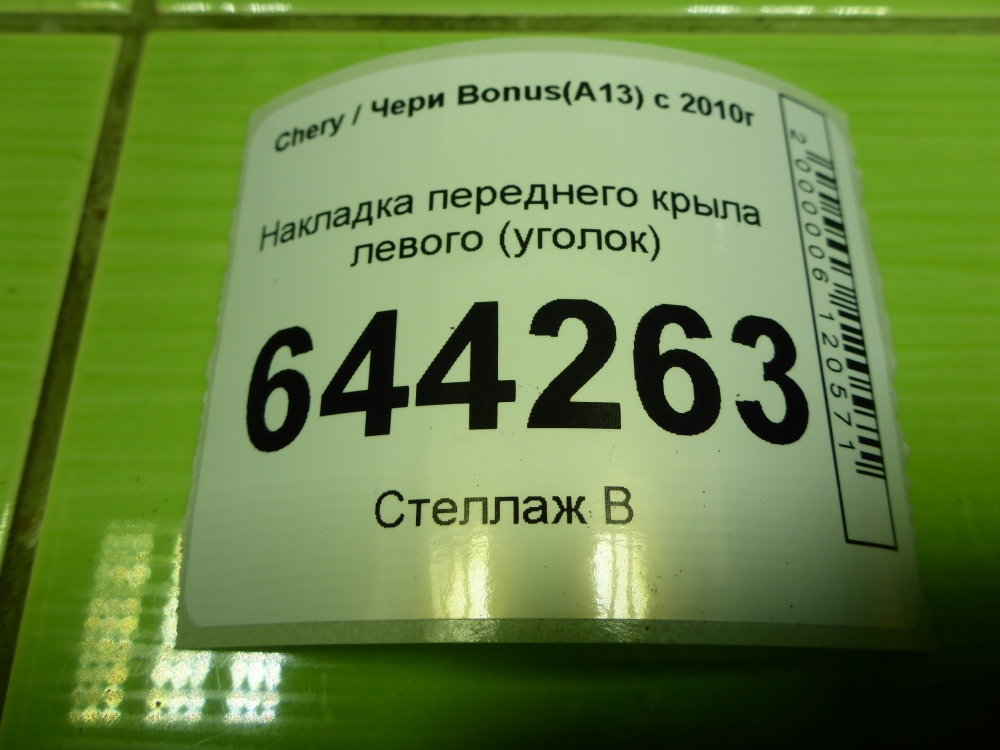 Chery / Чери Bonus(A13) с 2010г
Накладка переднего крыла
левого (уголок)
644263
Стеллаж В
2000006120571